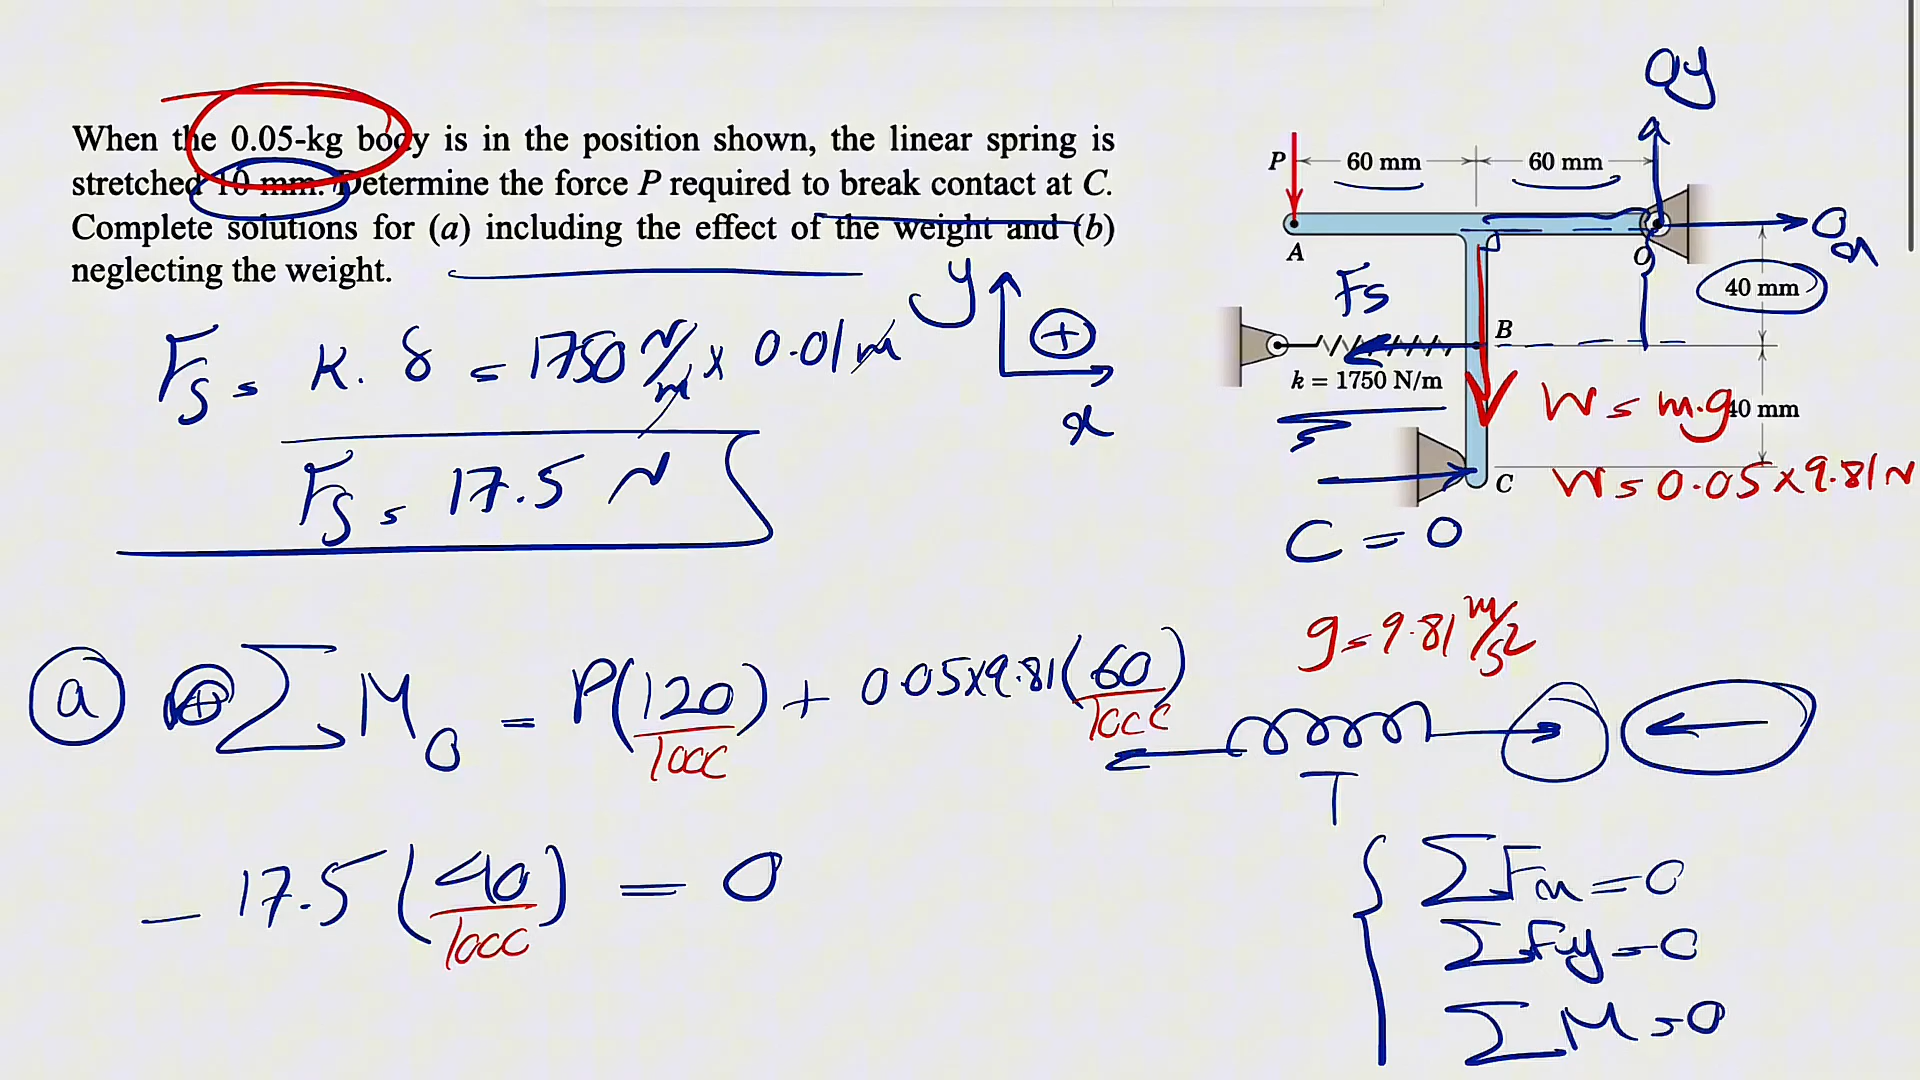 When the 0.05-kg body is in the position shown, the linear spring is
stretched 10 mm. Determine the force P required to break contact at C.
Complete solutions for (a) including the effect of the weight and (b)
neglecting the weight.
Fs = K. δ = 1750 N/m x 0.01 m
Fs = 17.5 N
y
+
x
Oy
P
60 mm
60 mm
A
O
Ox
40 mm
Fs
B
k = 1750 N/m
W = m.g
40 mm
C
W = 0.05 x 9.81 N
C = 0
g = 9.81 m/s2
a + ΣMO = P(120/1000) + 0.05x9.81(60/1000)
- 17.5 (40/1000) = 0
T
ΣFx = 0
ΣFy = 0
ΣM = 0